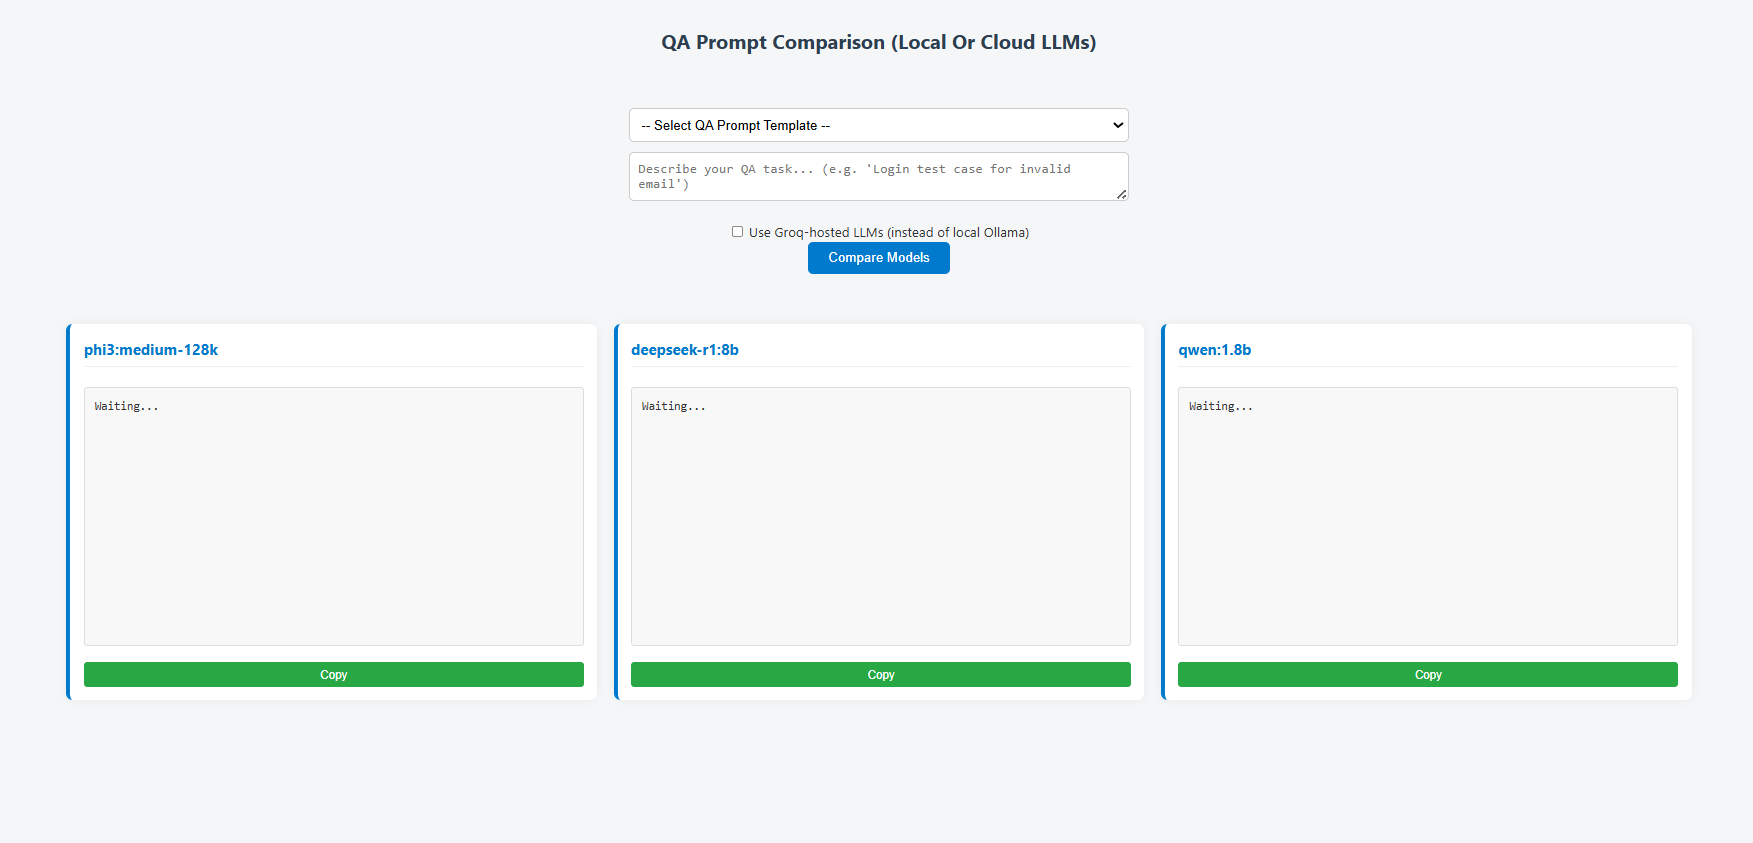 QA Prompt Comparison (Local Or Cloud LLMs)
-- Select QA Prompt Template --
Describe your QA task... (e.g. 'Login test case for invalid
email')
Use Groq-hosted LLMs (instead of local Ollama)
Compare Models
phi3:medium-128k
Waiting...
Copy
deepseek-r1:8b
Waiting...
Copy
qwen:1.8b
Waiting...
Copy